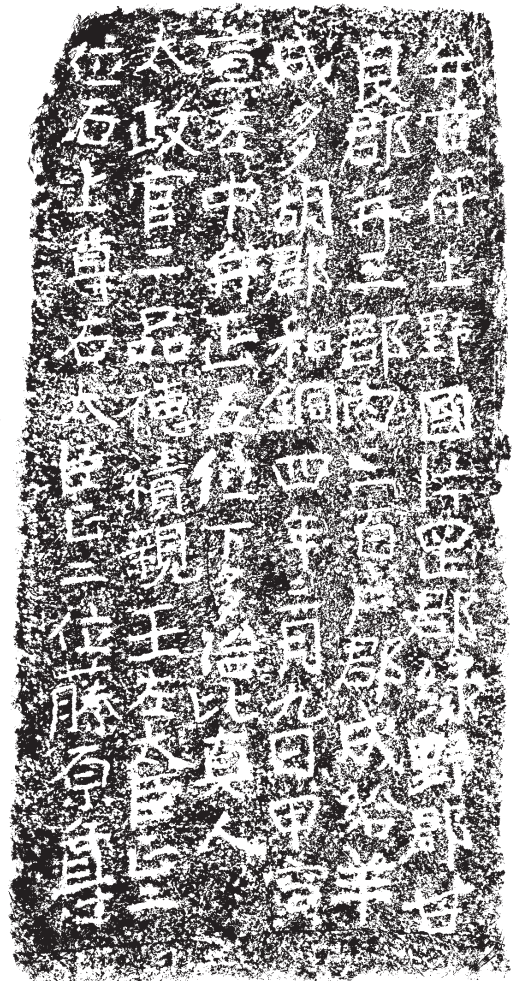 弁官符上野國片罡郡緑野郡甘
良郡并三郡内三百戸郡成給羊
成多胡郡和銅四年三月九日甲寅
宣左中弁正五位下多治比真人
太政官二品穂積親王左太臣正二
位石上尊右太臣正二位藤原尊